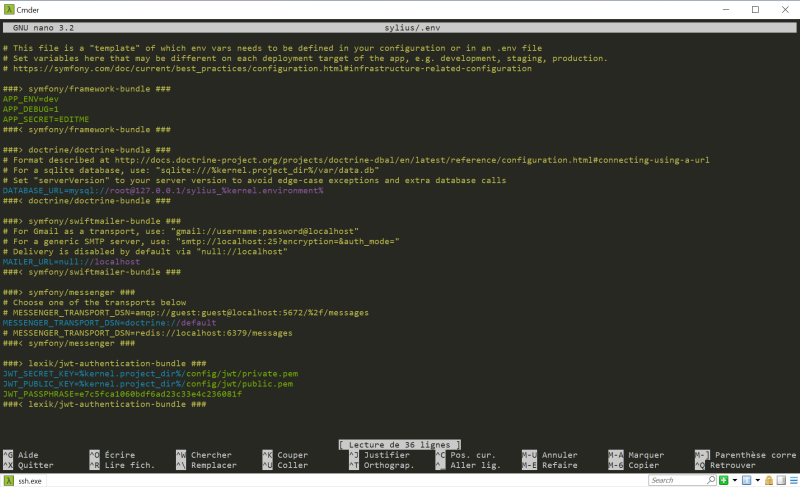 Cmder
GNU nano 3.2 sylius/.env
# This file is a "template" of which env vars needs to be defined in your configuration or in an .env file
# Set variables here that may be different on each deployment target of the app, e.g. development, staging, production.
# https://symfony.com/doc/current/best_practices/configuration.html#infrastructure-related-configuration
###> symfony/framework-bundle ###
APP_ENV=dev
APP_DEBUG=1
APP_SECRET=EDITME
###< symfony/framework-bundle ###
###> doctrine/doctrine-bundle ###
# Format described at http://docs.doctrine-project.org/projects/doctrine-dbal/en/latest/reference/configuration.html#connecting-using-a-url
# For a sqlite database, use: "sqlite:///%kernel.project_dir%/var/data.db"
# Set "serverVersion" to your server version to avoid edge-case exceptions and extra database calls
DATABASE_URL=mysql://root@127.0.0.1/sylius_%kernel.environment%
###< doctrine/doctrine-bundle ###
###> symfony/swiftmailer-bundle ###
# For Gmail as a transport, use: "gmail://username:password@localhost"
# For a generic SMTP server, use: "smtp://localhost:25?encryption=&auth_mode="
# Delivery is disabled by default via "null://localhost"
MAILER_URL=null://localhost
###< symfony/swiftmailer-bundle ###
###> symfony/messenger ###
# Choose one of the transports below
# MESSENGER_TRANSPORT_DSN=amqp://guest:guest@localhost:5672/%2f/messages
MESSENGER_TRANSPORT_DSN=doctrine://default
# MESSENGER_TRANSPORT_DSN=redis://localhost:6379/messages
###< symfony/messenger ###
###> lexik/jwt-authentication-bundle ###
JWT_SECRET_KEY=%kernel.project_dir%/config/jwt/private.pem
JWT_PUBLIC_KEY=%kernel.project_dir%/config/jwt/public.pem
JWT_PASSPHRASE=e7c5fca1060bdf6ad23c33e4c236081f
###< lexik/jwt-authentication-bundle ###
[ Lecture de 36 lignes ]
^G Aide ^O Écrire ^W Chercher ^K Couper ^J Justifier ^C Pos. cur. M-U Annuler M-A Marquer M-] Parenthèse corre
^X Quitter ^R Lire fich. ^\ Remplacer ^U Coller ^T Orthograp. ^_ Aller lig. M-E Refaire M-6 Copier ^Q Retrouver
ssh.exe Search